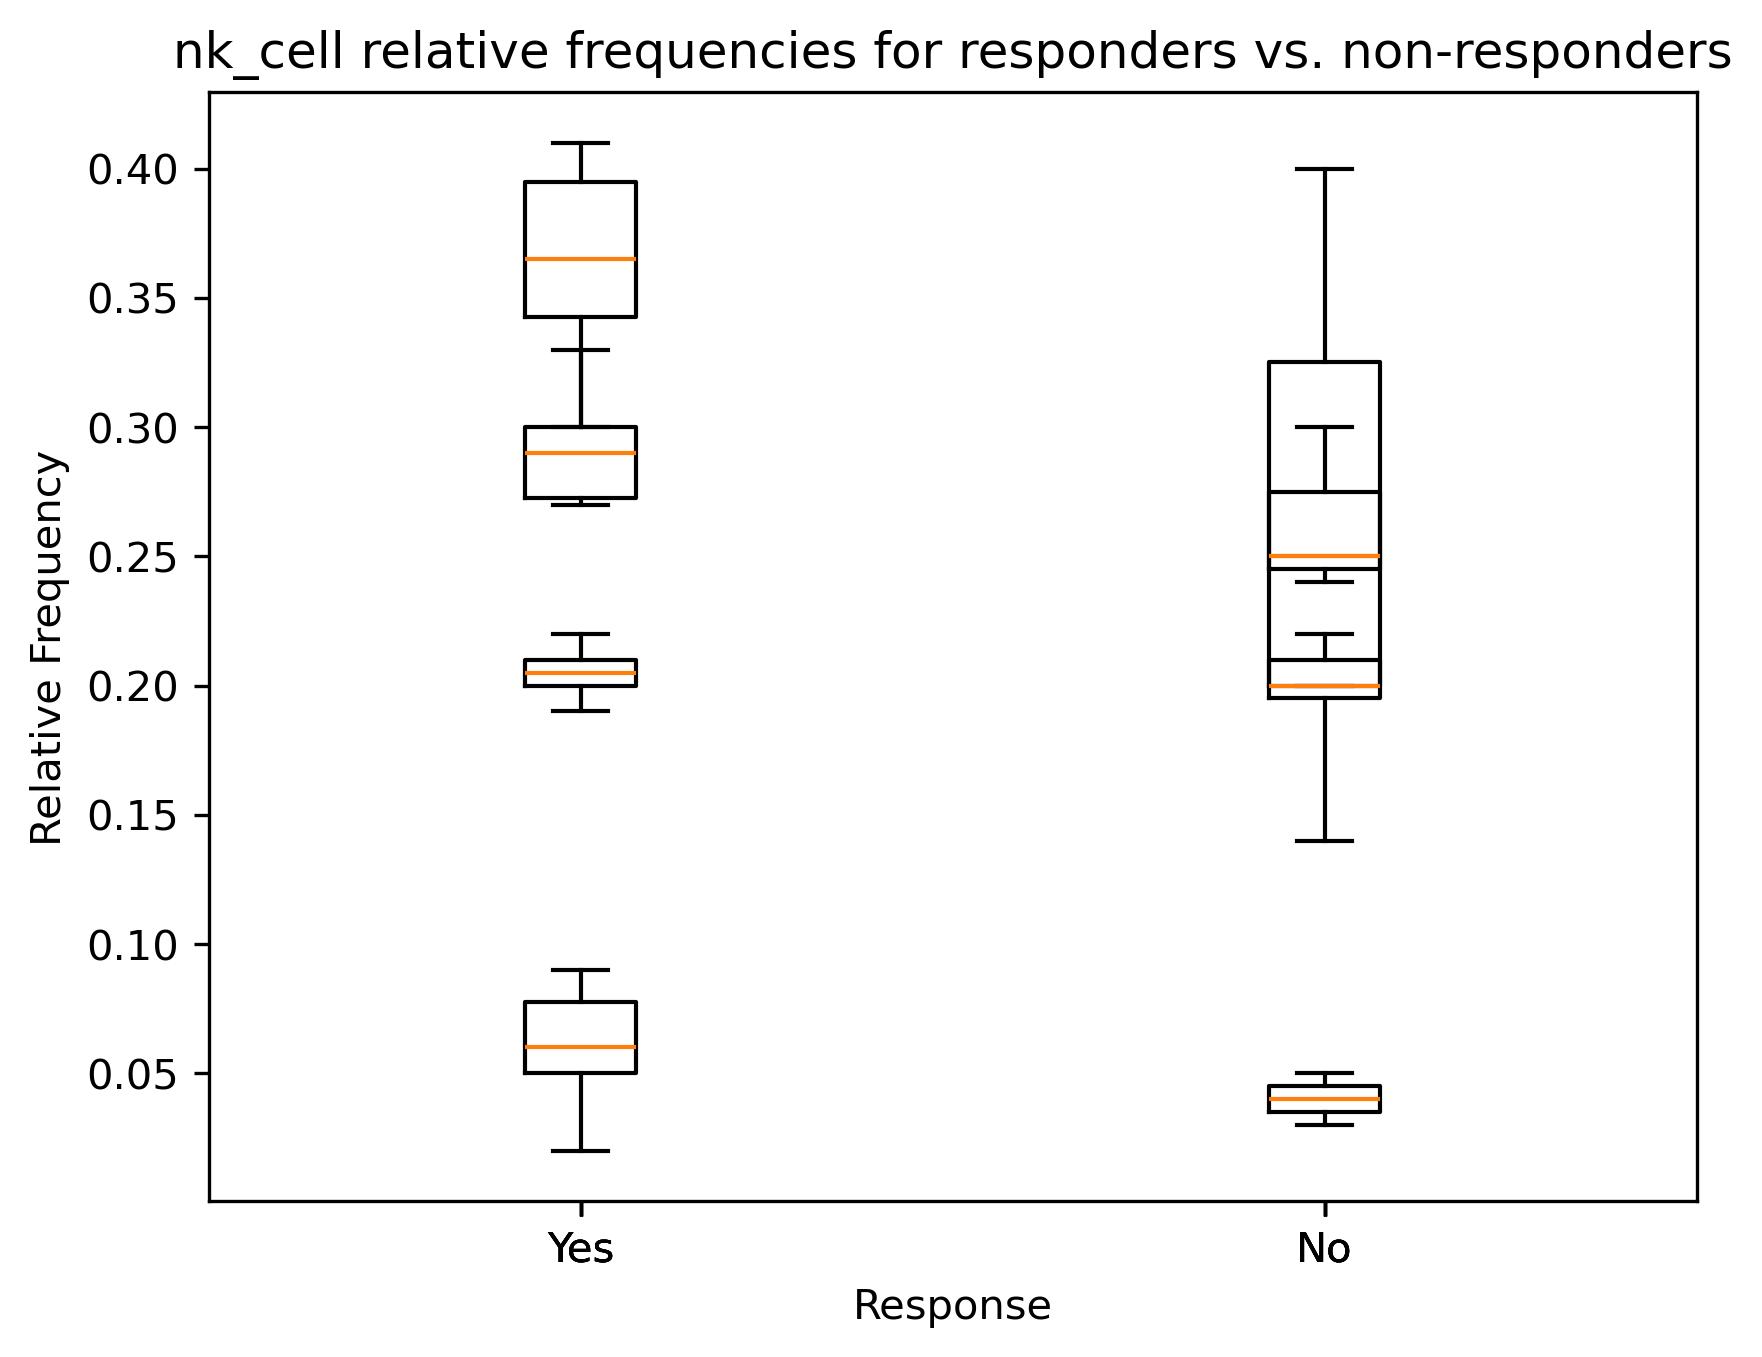 nk_cell relative frequencies for responders vs. non-responders
Relative Frequency
0.40
0.35
0.30
0.25
0.20
0.15
0.10
0.05
Yes No
Response